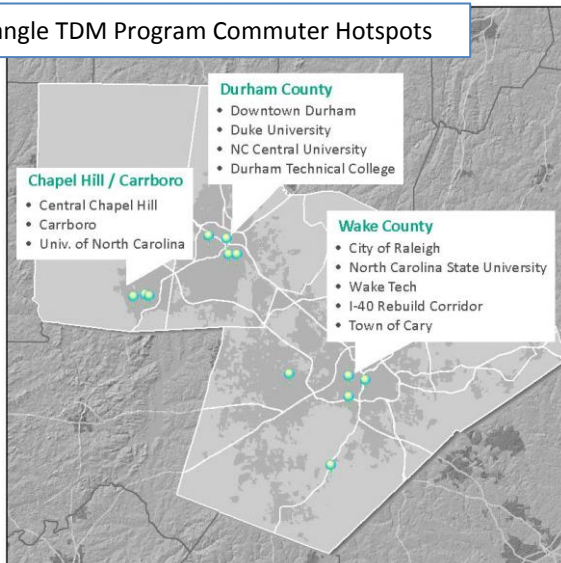 angle TDM Program Commuter Hotspots
Durham County
• Downtown Durham
• Duke University
• NC Central University
• Durham Technical College
Chapel Hill / Carrboro
• Central Chapel Hill
• Carrboro
• Univ. of North Carolina
Wake County
• City of Raleigh
• North Carolina State University
• Wake Tech
• I-40 Rebuild Corridor
• Town of Cary